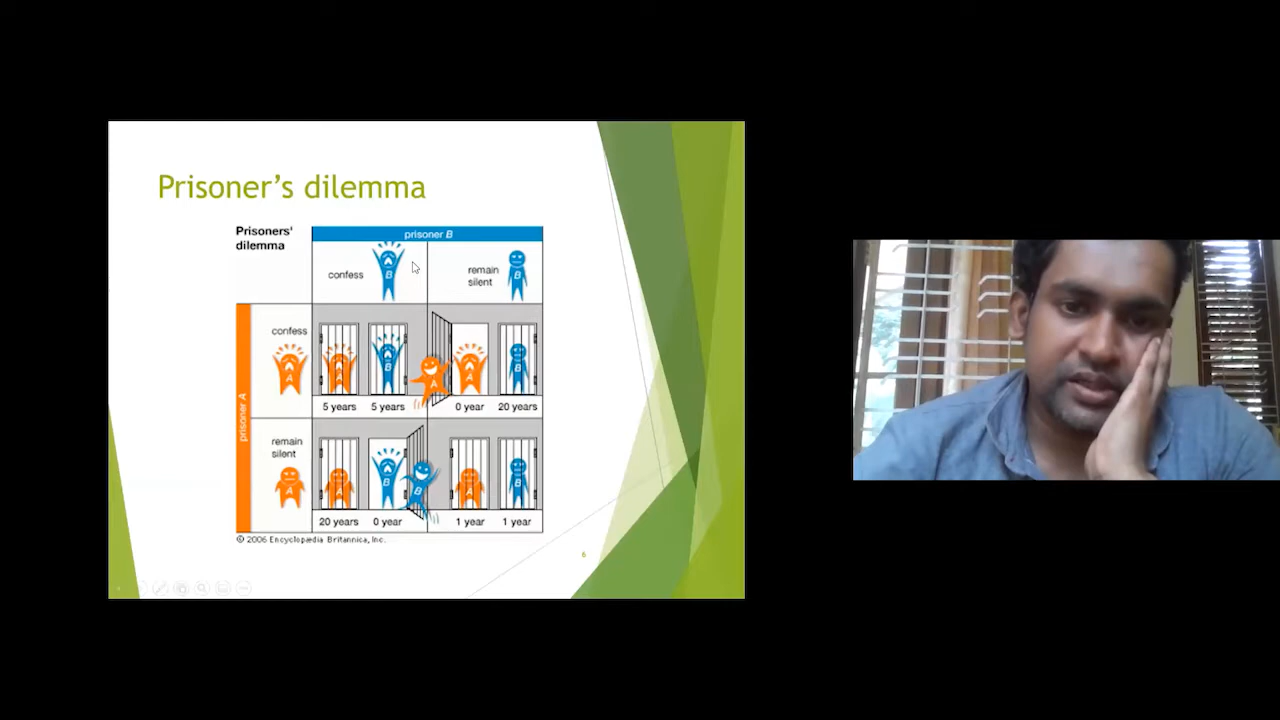 Prisoner's dilemma
Prisoners'
dilemma
prisoner B
confess
B
remain
silent
B
prisoner A
confess
A
A
B
A
A
B
5 years
5 years
0 year
20 years
remain
silent
A
A
B
B
A
B
20 years
0 year
1 year
1 year
© 2006 Encyclopædia Britannica, Inc.
6